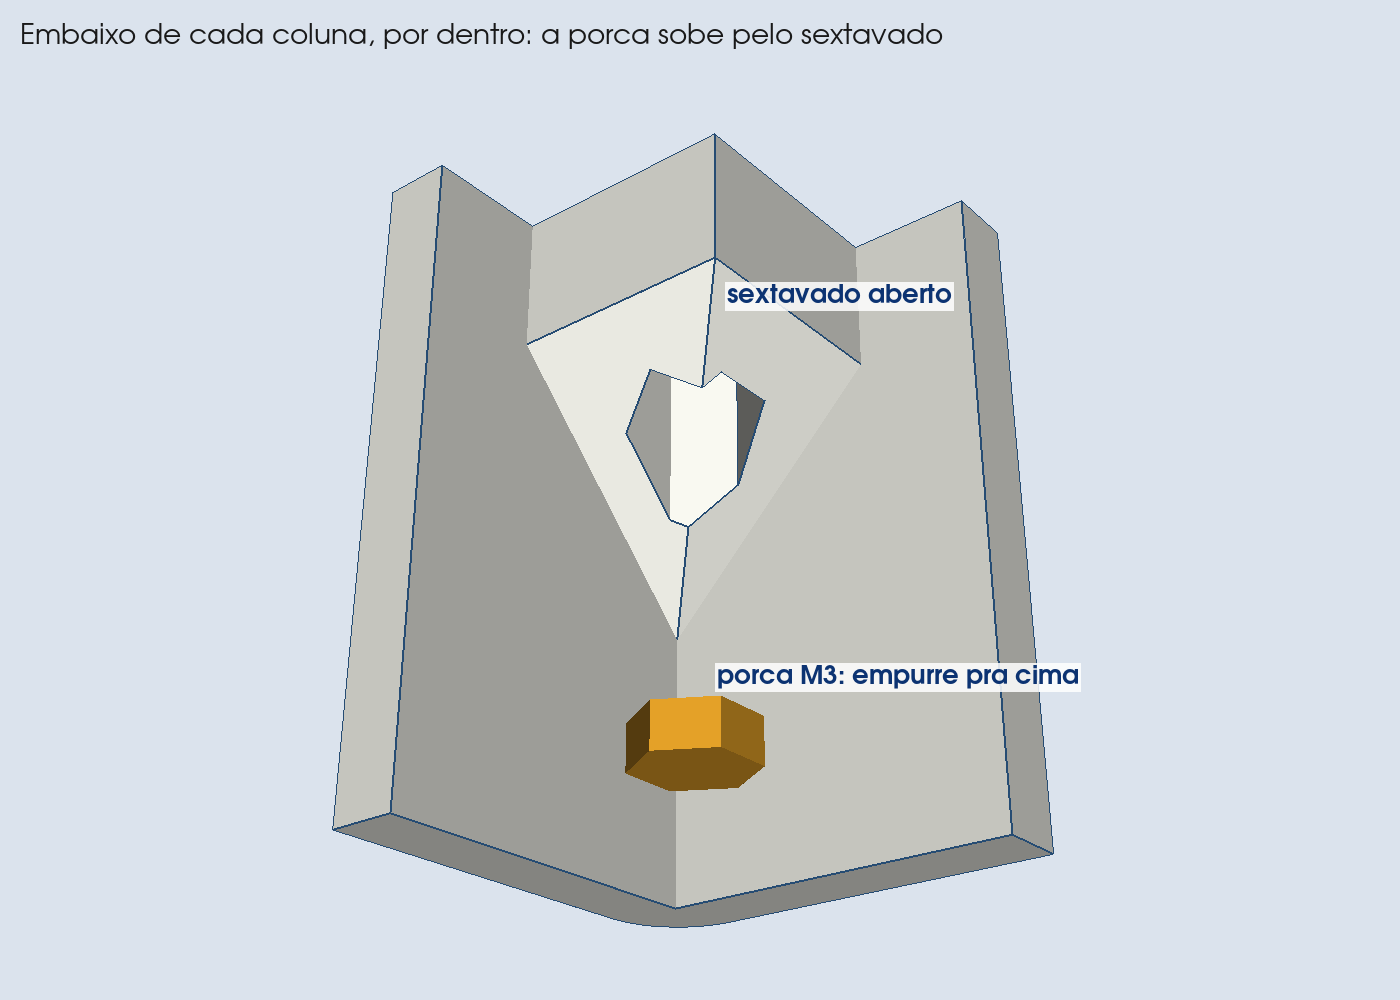 Embaixo de cada coluna, por dentro: a porca sobe pelo sextavado
sextavado aberto
porca M3: empurre pra cima